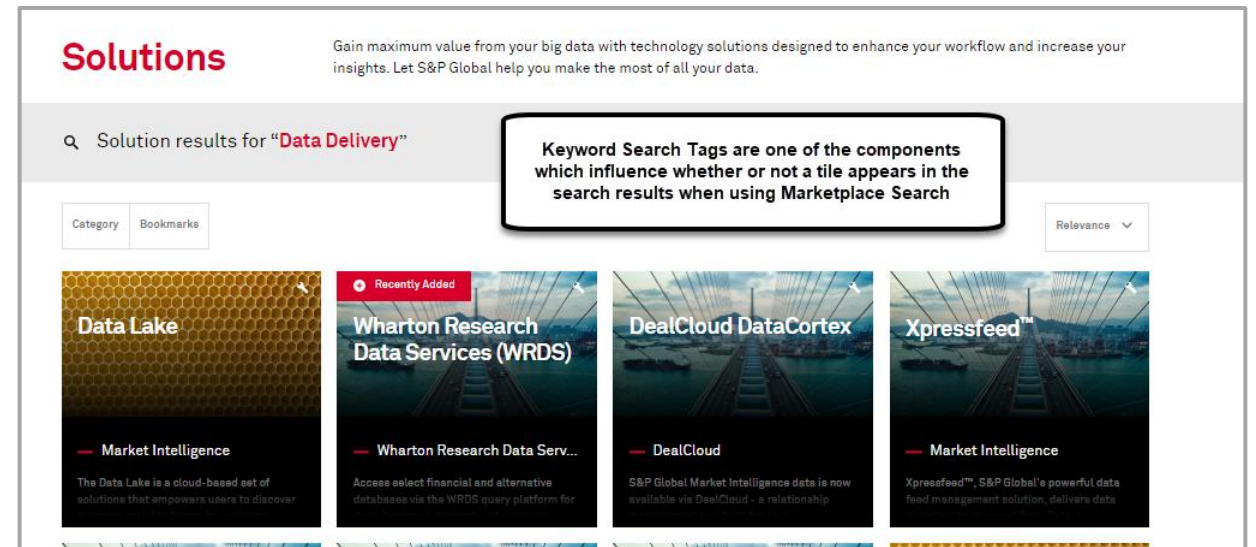 Solutions
Gain maximum value from your big data with technology solutions designed to enhance your workflow and increase your
insights. Let S&P Global help you make the most of all your data.
Solution results for “Data Delivery”
Keyword Search Tags are one of the components
which influence whether or not a tile appears in the
search results when using Marketplace Search
Category
Bookmarks
Relevance
Data Lake
Market Intelligence
The Data Lake is a cloud-based set of
solutions that empowers users to discover
Recently Added
Wharton Research
Data Services (WRDS)
Wharton Research Data Serv...
Access select financial and alternative
databases via the WRDS query platform for
DealCloud DataCortex
DealCloud
S&P Global Market Intelligence data is now
available via DealCloud - a relationship
Xpressfeed™
Market Intelligence
Xpressfeed™, S&P Global's powerful data
feed management solution, delivers data